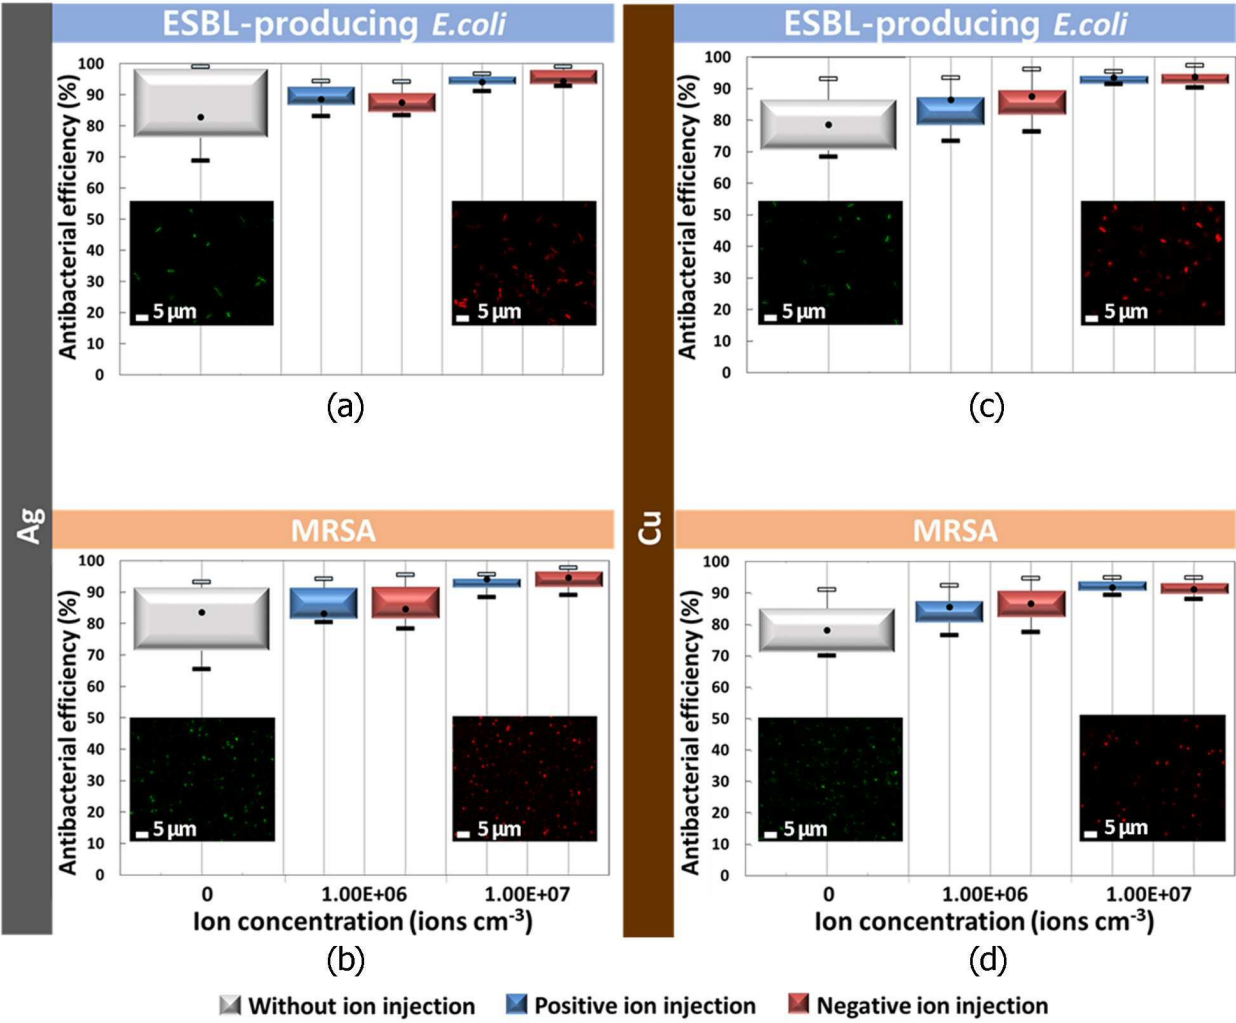 Ag
ESBL-producing E.coli
Antibacterial efficiency (%)
100
90
80
70
60
50
40
30
20
10
0
5 μm
5 μm
(a)
MRSA
Antibacterial efficiency (%)
100
90
80
70
60
50
40
30
20
10
0
5 μm
5 μm
0 1.00E+06 1.00E+07
Ion concentration (ions cm-3)
(b)
Cu
ESBL-producing E.coli
Antibacterial efficiency (%)
100
90
80
70
60
50
40
30
20
10
0
5 μm
5 μm
(c)
MRSA
Antibacterial efficiency (%)
100
90
80
70
60
50
40
30
20
10
0
5 μm
5 μm
0 1.00E+06 1.00E+07
Ion concentration (ions cm-3)
(d)
Without ion injection Positive ion injection Negative ion injection